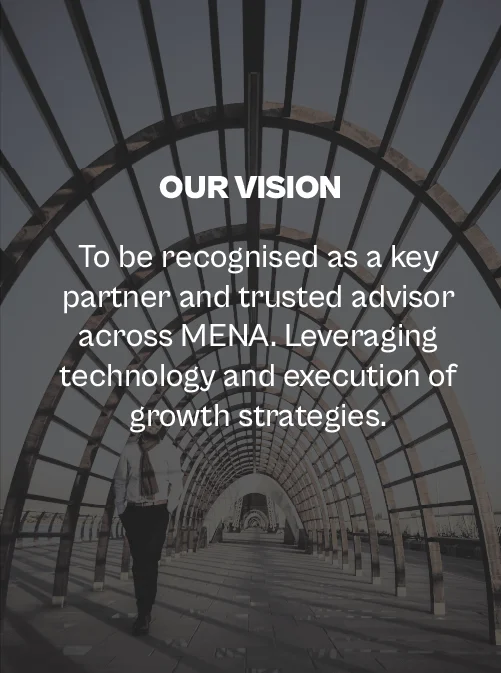 OUR VISION
To be recognised as a key
partner and trusted advisor
across MENA. Leveraging
technology and execution of
growth strategies.